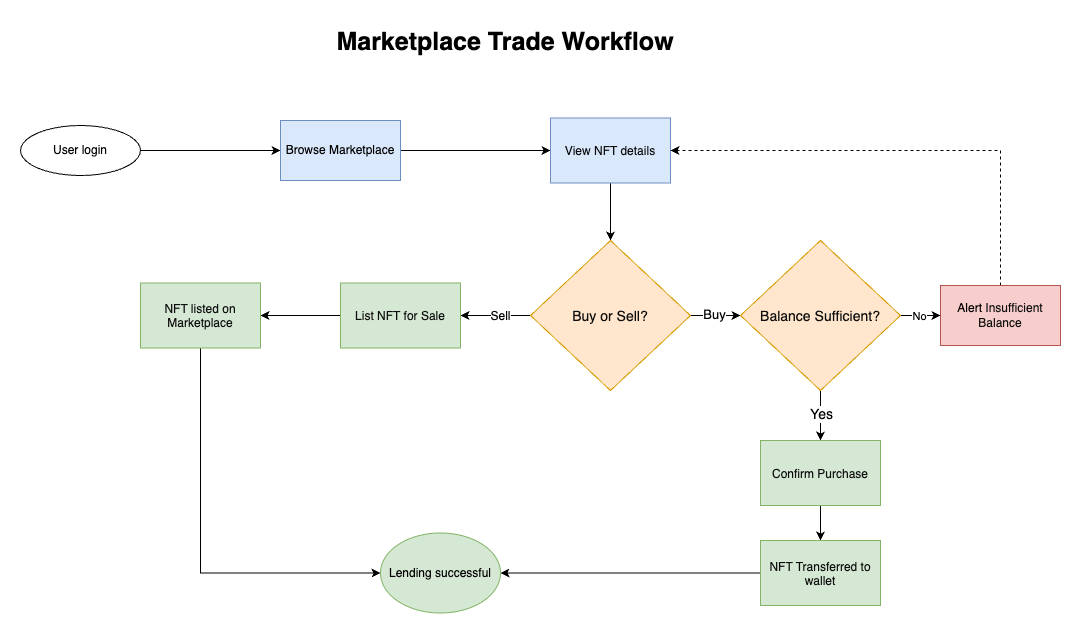 Marketplace Trade Workflow
User login
Browse Marketplace
View NFT details
NFT listed on
Marketplace
List NFT for Sale
Sell
Buy or Sell?
Buy
Balance Sufficient?
No
Alert Insufficient
Balance
Yes
Confirm Purchase
Lending successful
NFT Transferred to
wallet